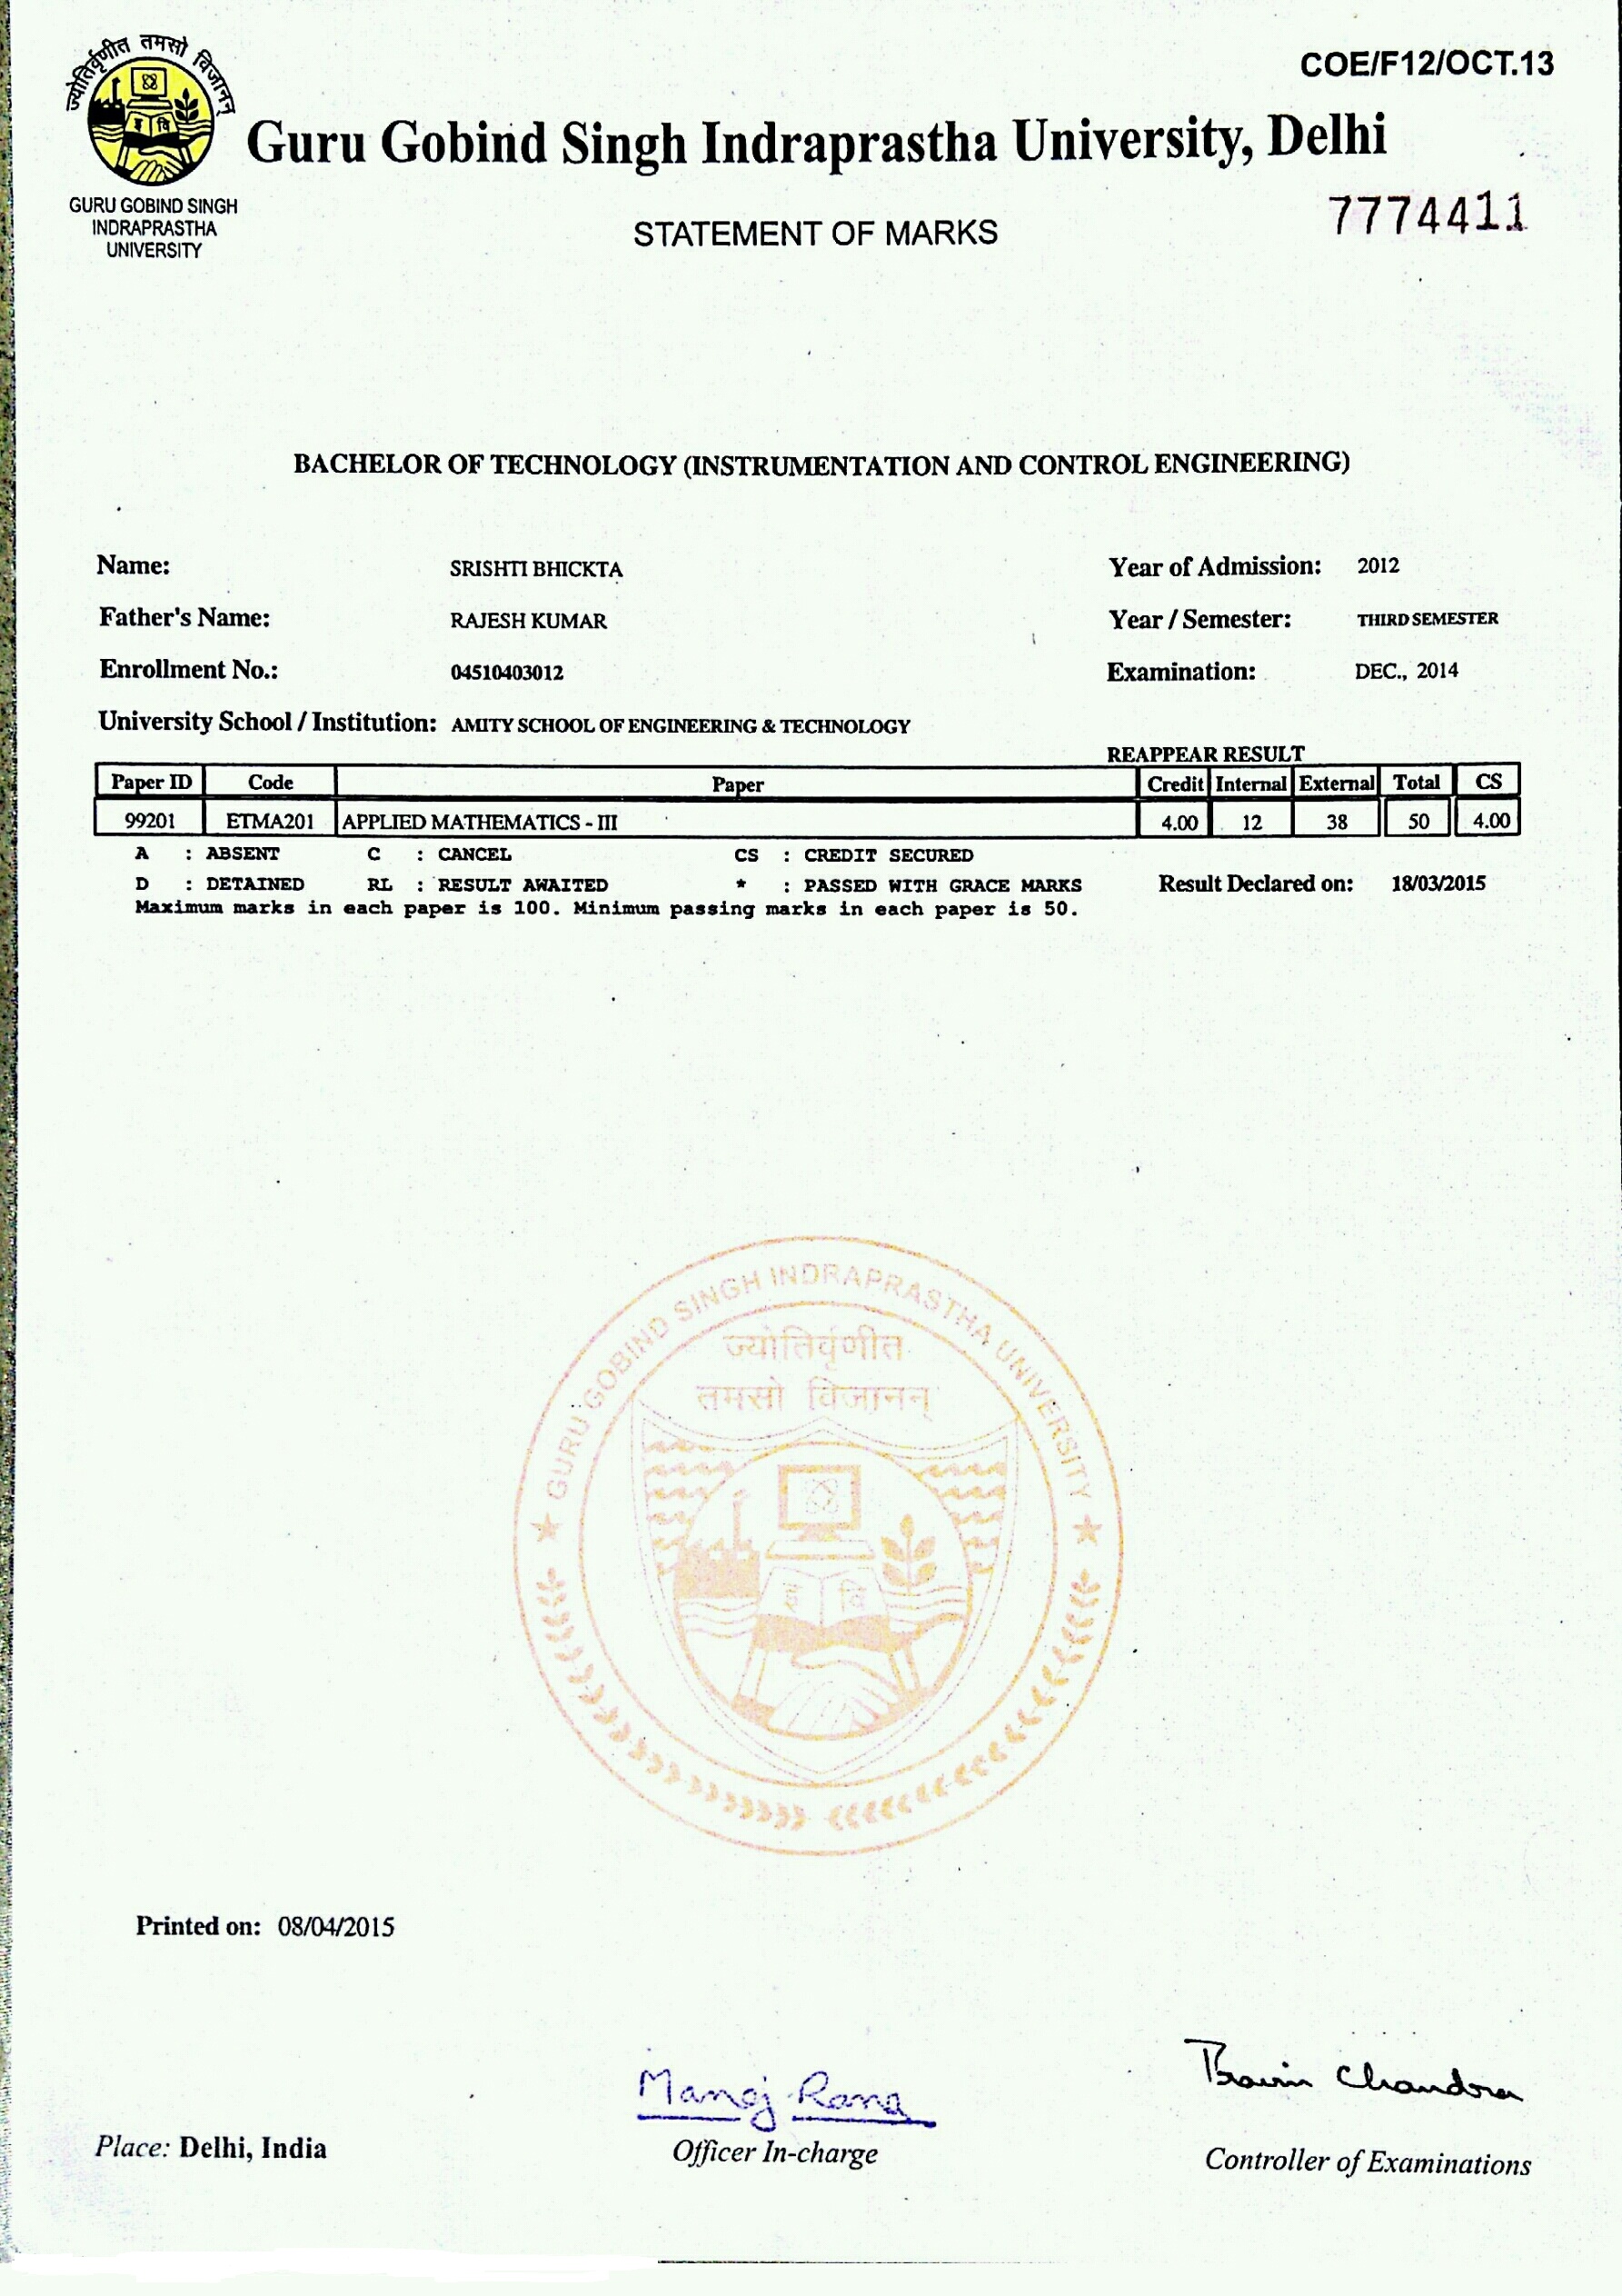 ज्योतिर्वृणीत तमसो विजानन्
COE/F12/OCT.13
Guru Gobind Singh Indraprastha University, Delhi
GURU GOBIND SINGH
INDRAPRASTHA
UNIVERSITY
STATEMENT OF MARKS
7774411
BACHELOR OF TECHNOLOGY (INSTRUMENTATION AND CONTROL ENGINEERING)
Name: SRISHTI BHICKTA Year of Admission: 2012
Father's Name: RAJESH KUMAR Year / Semester: THIRD SEMESTER
Enrollment No.: 04510403012 Examination: DEC., 2014
University School / Institution: AMITY SCHOOL OF ENGINEERING & TECHNOLOGY
REAPPEAR RESULT
Paper ID Code Paper Credit Internal External Total CS
99201 ETMA201 APPLIED MATHEMATICS - III 4.00 12 38 50 4.00
A : ABSENT C : CANCEL CS : CREDIT SECURED
D : DETAINED RL : RESULT AWAITED * : PASSED WITH GRACE MARKS Result Declared on: 18/03/2015
Maximum marks in each paper is 100. Minimum passing marks in each paper is 50.
GURU GOBIND SINGH INDRAPRASTHA UNIVERSITY
ज्योतिर्वृणीत
तमसो विजानन्
इ वि
Printed on: 08/04/2015
Manoj Rana
Chandra
Place: Delhi, India
Officer In-charge
Controller of Examinations